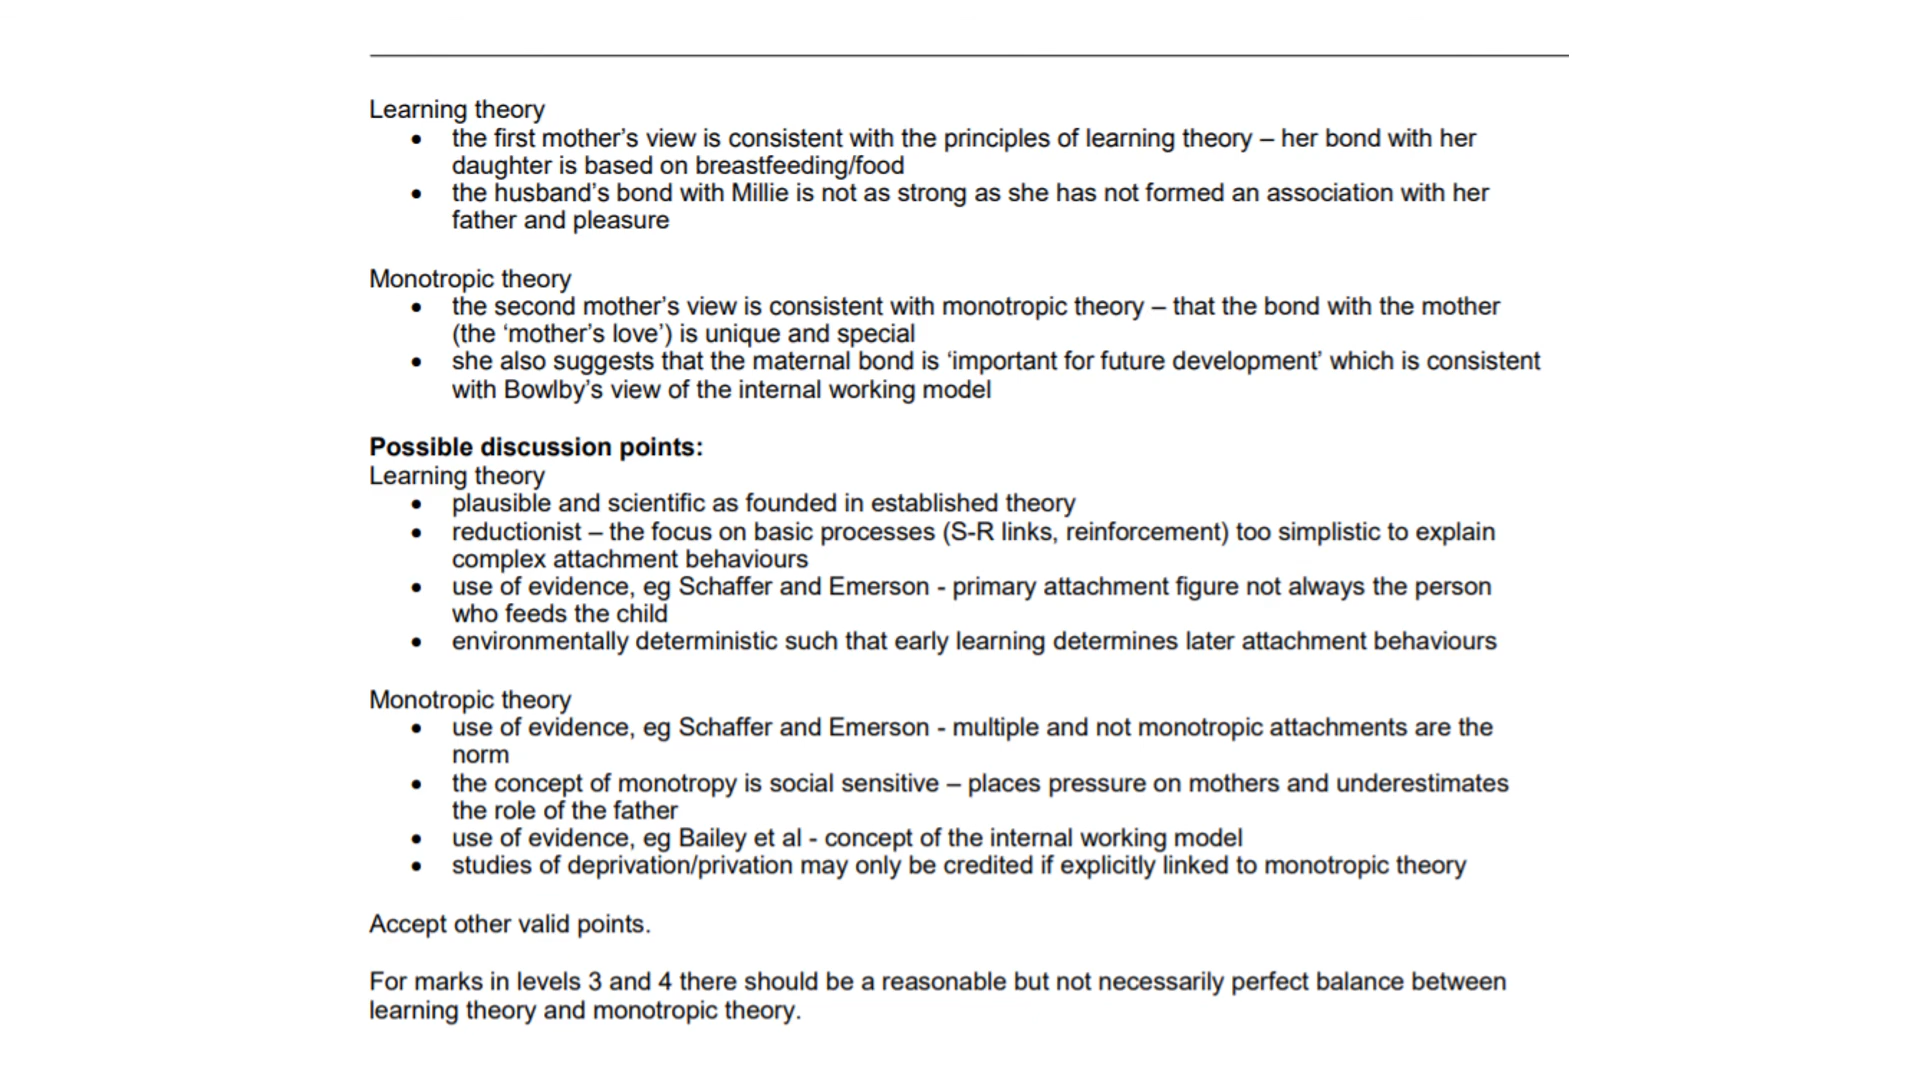 Learning theory
• the first mother’s view is consistent with the principles of learning theory – her bond with her
daughter is based on breastfeeding/food
• the husband’s bond with Millie is not as strong as she has not formed an association with her
father and pleasure
Monotropic theory
• the second mother’s view is consistent with monotropic theory – that the bond with the mother
(the ‘mother’s love’) is unique and special
• she also suggests that the maternal bond is ‘important for future development’ which is consistent
with Bowlby’s view of the internal working model
Possible discussion points:
Learning theory
• plausible and scientific as founded in established theory
• reductionist – the focus on basic processes (S-R links, reinforcement) too simplistic to explain
complex attachment behaviours
• use of evidence, eg Schaffer and Emerson - primary attachment figure not always the person
who feeds the child
• environmentally deterministic such that early learning determines later attachment behaviours
Monotropic theory
• use of evidence, eg Schaffer and Emerson - multiple and not monotropic attachments are the
norm
• the concept of monotropy is social sensitive – places pressure on mothers and underestimates
the role of the father
• use of evidence, eg Bailey et al - concept of the internal working model
• studies of deprivation/privation may only be credited if explicitly linked to monotropic theory
Accept other valid points.
For marks in levels 3 and 4 there should be a reasonable but not necessarily perfect balance between
learning theory and monotropic theory.